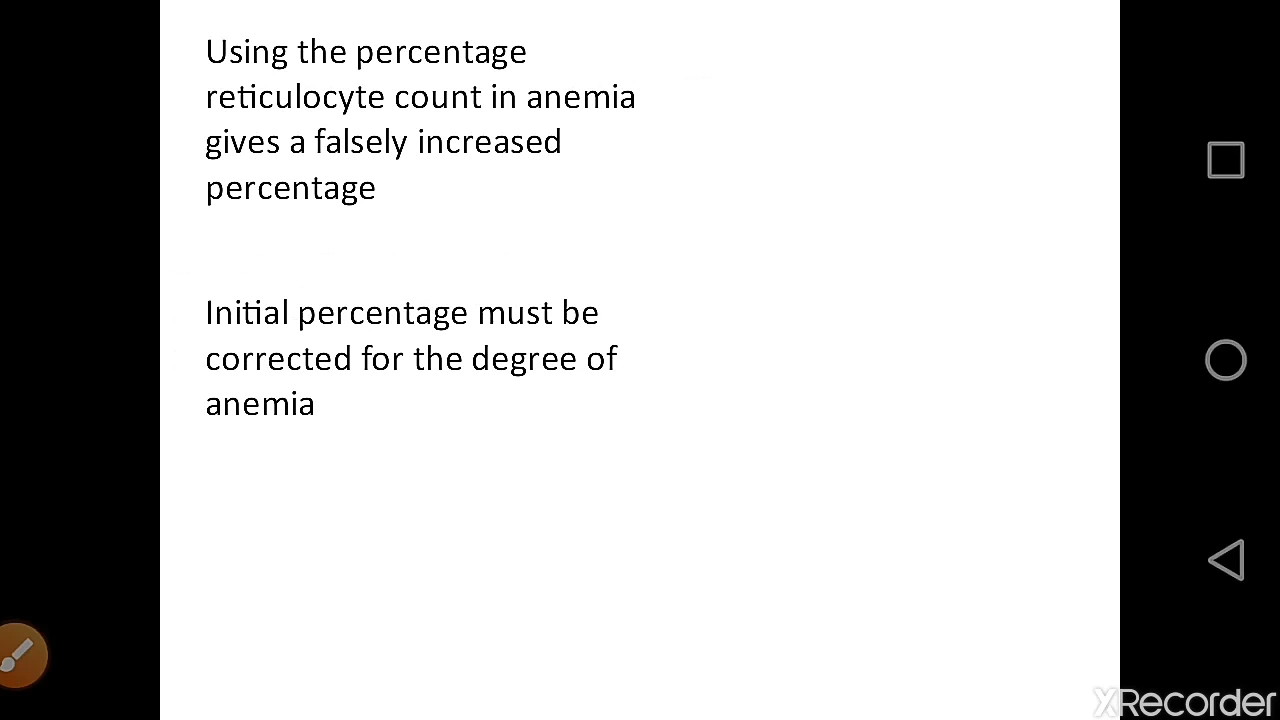 Using the percentage
reticulocyte count in anemia
gives a falsely increased
percentage
Initial percentage must be
corrected for the degree of
anemia
XRecorder